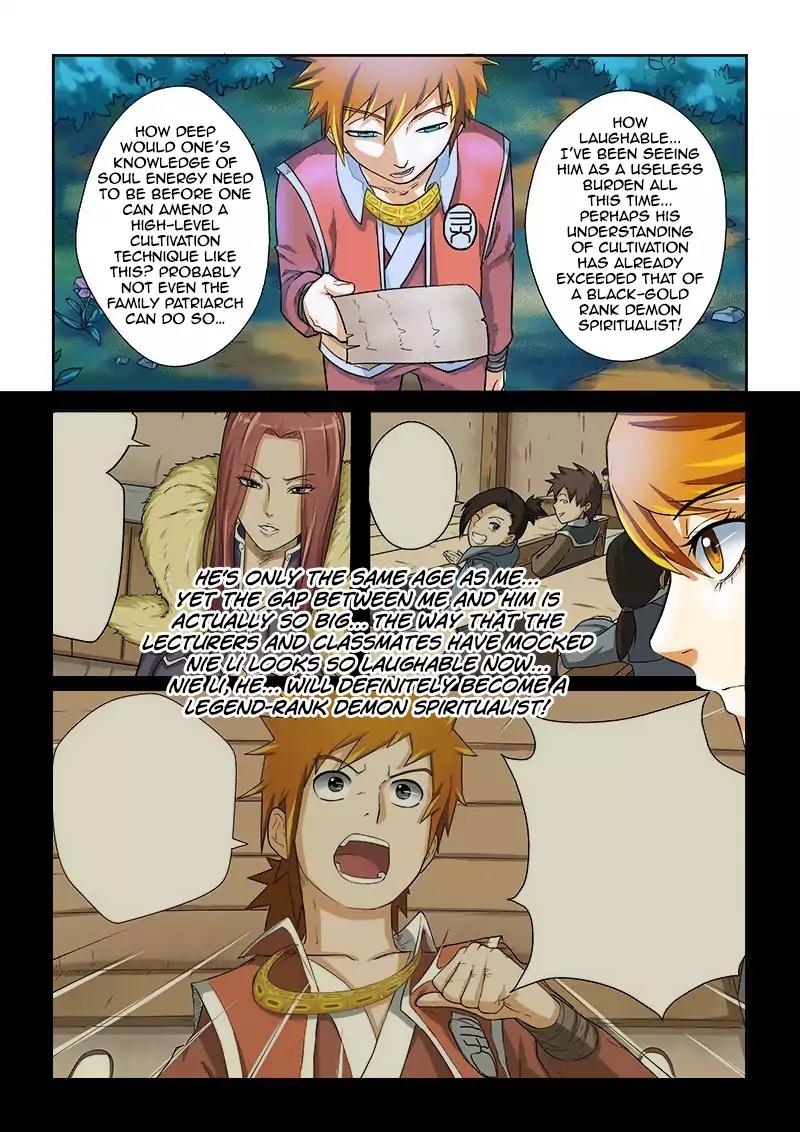 HOW
LAUGHABLE...
I'VE BEEN SEEING
HIM AS A USELESS
BURDEN ALL
THIS TIME...
PERHAPS HIS
UNDERSTANDING
OF CULTIVATION
HAS ALREADY
EXCEEDED THAT OF
A BLACK-GOLD
RANK DEMON
SPIRITUALIST!
HOW DEEP
WOULD ONE'S
KNOWLEDGE OF
SOUL ENERGY NEED
TO BE BEFORE ONE
CAN AMEND A
HIGH-LEVEL
CULTIVATION
TECHNIQUE LIKE
THIS? PROBABLY
NOT EVEN THE
FAMILY PATRIARCH
CAN DO SO...
HE'S ONLY THE SAME AGE AS ME...
YET THE GAP BETWEEN ME AND HIM IS
ACTUALLY SO BIG... THE WAY THAT THE
LECTURERS AND CLASSMATES HAVE MOCKED
NIE LI LOOKS SO LAUGHABLE NOW...
NIE LI, HE... WILL DEFINITELY BECOME A
LEGEND-RANK DEMON SPIRITUALIST!